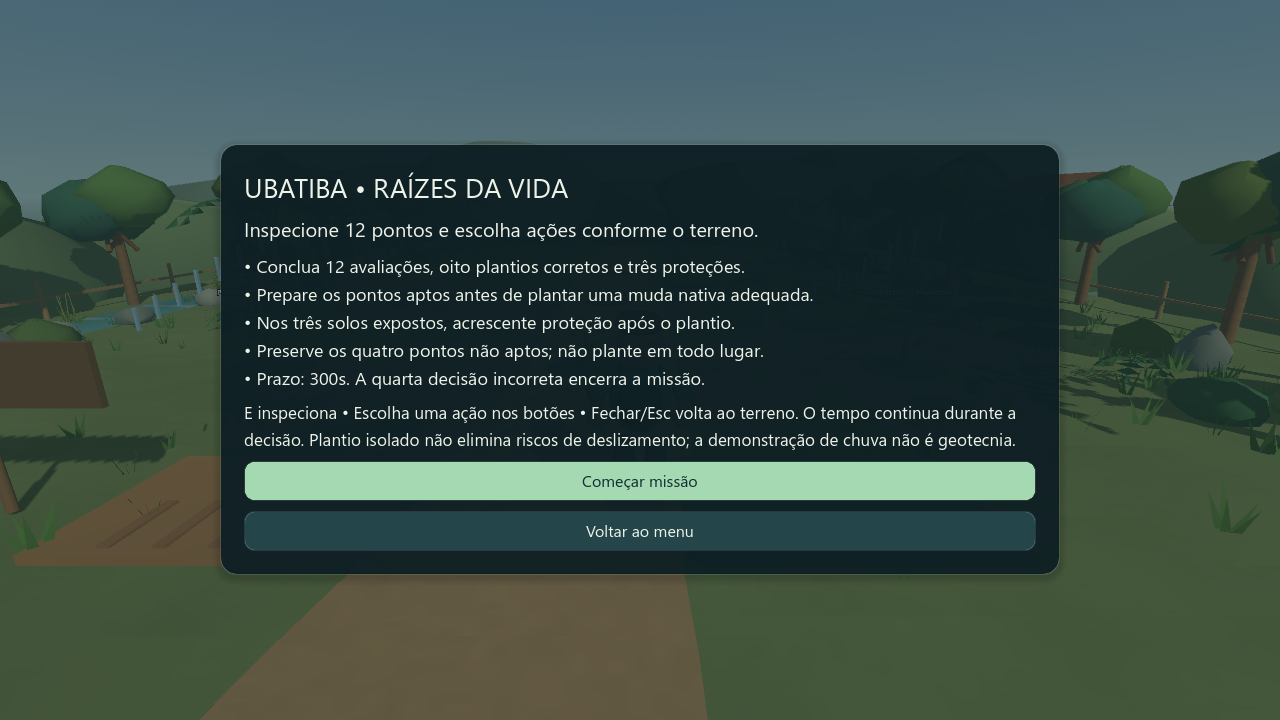 UBATIBA • RAÍZES DA VIDA
Inspecione 12 pontos e escolha ações conforme o terreno.
• Conclua 12 avaliações, oito plantios corretos e três proteções.
• Prepare os pontos aptos antes de plantar uma muda nativa adequada.
• Nos três solos expostos, acrescente proteção após o plantio.
• Preserve os quatro pontos não aptos; não plante em todo lugar.
• Prazo: 300s. A quarta decisão incorreta encerra a missão.
E inspeciona • Escolha uma ação nos botões • Fechar/Esc volta ao terreno. O tempo continua durante a
decisão. Plantio isolado não elimina riscos de deslizamento; a demonstração de chuva não é geotecnia.
Começar missão
Voltar ao menu